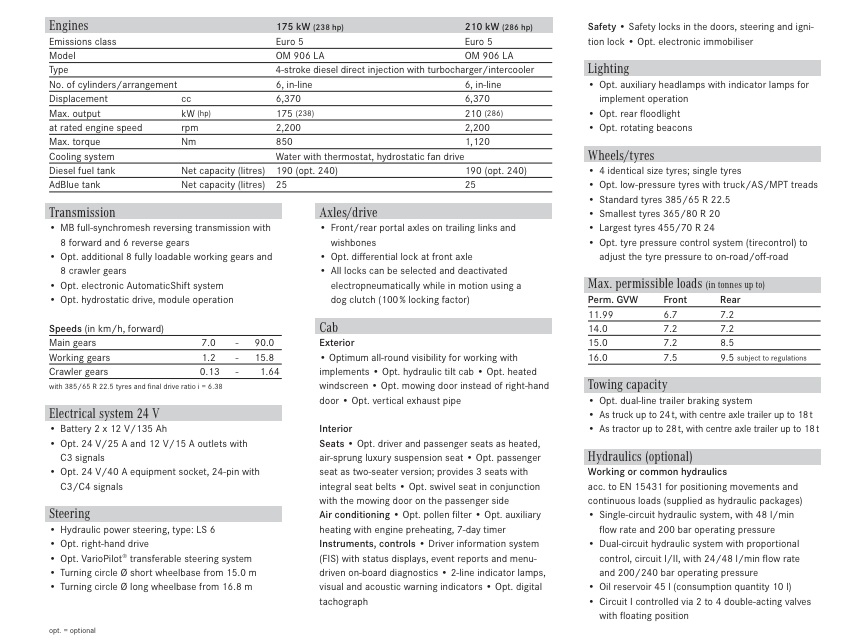 Engines 175 kW (238 hp) 210 kW (286 hp)
Emissions class Euro 5 Euro 5
Model OM 906 LA OM 906 LA
Type 4-stroke diesel direct injection with turbocharger/intercooler
No. of cylinders/arrangement 6, in-line 6, in-line
Displacement cc 6,370 6,370
Max. output kW (hp) 175 (238) 210 (286)
at rated engine speed rpm 2,200 2,200
Max. torque Nm 850 1,120
Cooling system Water with thermostat, hydrostatic fan drive
Diesel fuel tank Net capacity (litres) 190 (opt. 240) 190 (opt. 240)
AdBlue tank Net capacity (litres) 25 25
Transmission
• MB full-synchromesh reversing transmission with
8 forward and 6 reverse gears
• Opt. additional 8 fully loadable working gears and
8 crawler gears
• Opt. electronic AutomaticShift system
• Opt. hydrostatic drive, module operation
Speeds (in km/h, forward)
Main gears 7.0 - 90.0
Working gears 1.2 - 15.8
Crawler gears 0.13 - 1.64
with 385/65 R 22.5 tyres and final drive ratio i = 6.38
Electrical system 24 V
• Battery 2 x 12 V/135 Ah
• Opt. 24 V/25 A and 12 V/15 A outlets with
C3 signals
• Opt. 24 V/40 A equipment socket, 24-pin with
C3/C4 signals
Steering
• Hydraulic power steering, type: LS 6
• Opt. right-hand drive
• Opt. VarioPilot® transferable steering system
• Turning circle Ø short wheelbase from 15.0 m
• Turning circle Ø long wheelbase from 16.8 m
opt. = optional
Axles/drive
• Front/rear portal axles on trailing links and
wishbones
• Opt. differential lock at front axle
• All locks can be selected and deactivated
electropneumatically while in motion using a
dog clutch (100% locking factor)
Cab
Exterior
• Optimum all-round visibility for working with
implements • Opt. hydraulic tilt cab • Opt. heated
windscreen • Opt. mowing door instead of right-hand
door • Opt. vertical exhaust pipe
Interior
Seats • Opt. driver and passenger seats as heated,
air-sprung luxury suspension seat • Opt. passenger
seat as two-seater version; provides 3 seats with
integral seat belts • Opt. swivel seat in conjunction
with the mowing door on the passenger side
Air conditioning • Opt. pollen filter • Opt. auxiliary
heating with engine preheating, 7-day timer
Instruments, controls • Driver information system
(FIS) with status displays, event reports and menu-
driven on-board diagnostics • 2-line indicator lamps,
visual and acoustic warning indicators • Opt. digital
tachograph
Safety • Safety locks in the doors, steering and igni-
tion lock • Opt. electronic immobiliser
Lighting
• Opt. auxiliary headlamps with indicator lamps for
implement operation
• Opt. rear floodlight
• Opt. rotating beacons
Wheels/tyres
• 4 identical size tyres; single tyres
• Opt. low-pressure tyres with truck/AS/MPT treads
• Standard tyres 385/65 R 22.5
• Smallest tyres 365/80 R 20
• Largest tyres 455/70 R 24
• Opt. tyre pressure control system (tirecontrol) to
adjust the tyre pressure to on-road/off-road
Max. permissible loads (in tonnes up to)
Perm. GVW Front Rear
11.99 6.7 7.2
14.0 7.2 7.2
15.0 7.2 8.5
16.0 7.5 9.5 subject to regulations
Towing capacity
• Opt. dual-line trailer braking system
• As truck up to 24 t, with centre axle trailer up to 18 t
• As tractor up to 28 t, with centre axle trailer up to 18 t
Hydraulics (optional)
Working or common hydraulics
acc. to EN 15431 for positioning movements and
continuous loads (supplied as hydraulic packages)
• Single-circuit hydraulic system, with 48 l/min
flow rate and 200 bar operating pressure
• Dual-circuit hydraulic system with proportional
control, circuit I/II, with 24/48 l/min flow rate
and 200/240 bar operating pressure
• Oil reservoir 45 l (consumption quantity 10 l)
• Circuit I controlled via 2 to 4 double-acting valves
with floating position